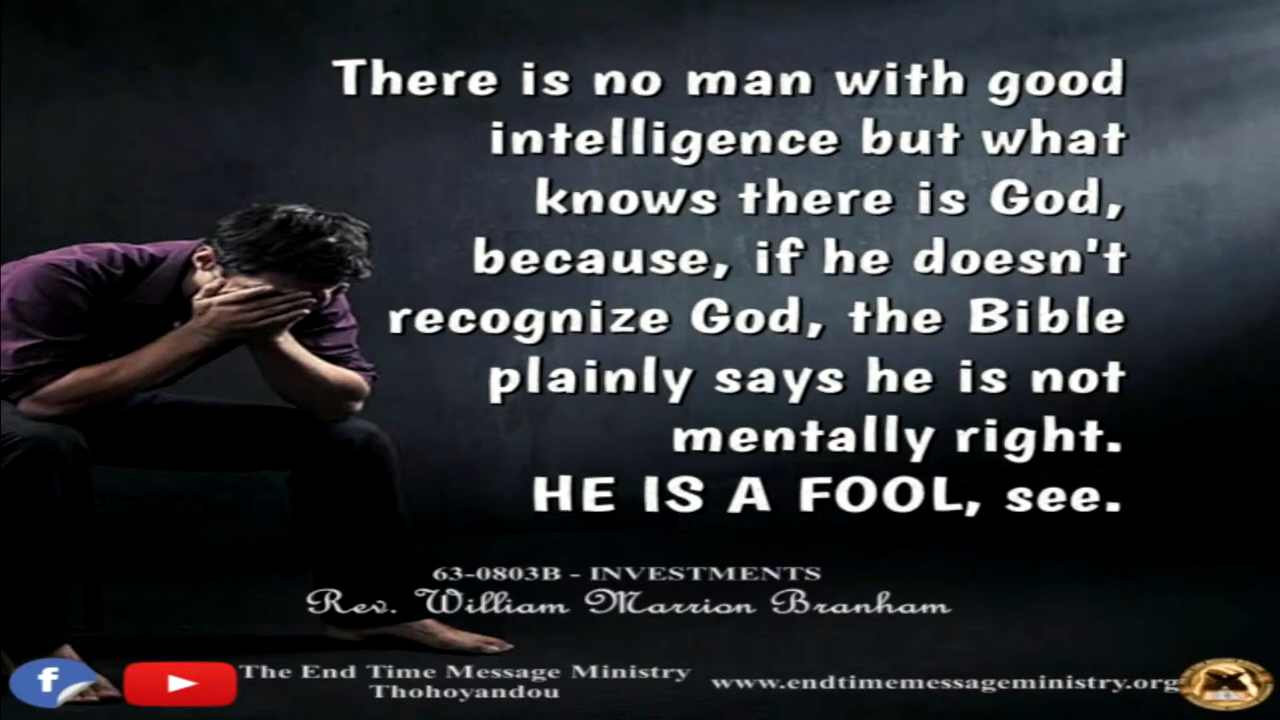 There is no man with good
intelligence but what
knows there is God,
because, if he doesn't
recognize God, the Bible
plainly says he is not
mentally right.
HE IS A FOOL, see.
63-0803B - INVESTMENTS
Rev. William Marrion Branham
f
The End Time Message Ministry
Thohoyandou
www.endtimemessageministry.org